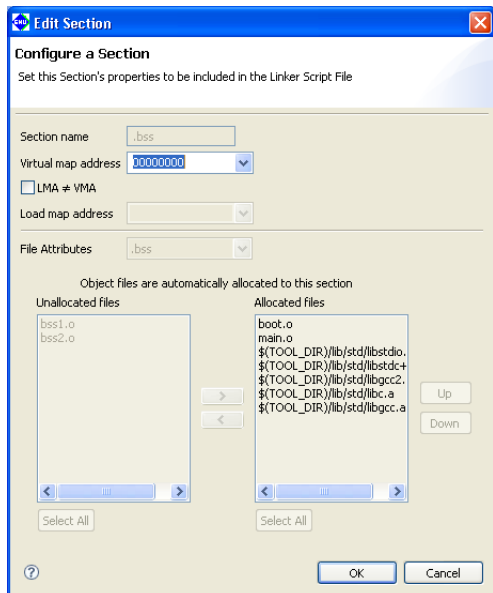 GNU Edit Section
Configure a Section
Set this Section's properties to be included in the Linker Script File
Section name .bss
Virtual map address 00000000
LMA ≠ VMA
Load map address
File Attributes .bss
Object files are automatically allocated to this section
Unallocated files
bss1.o
bss2.o
Allocated files
boot.o
main.o
$(TOOL_DIR)/lib/std/libstdio.
$(TOOL_DIR)/lib/std/libstdc+
$(TOOL_DIR)/lib/std/libgcc2.
$(TOOL_DIR)/lib/std/libc.a
$(TOOL_DIR)/lib/std/libgcc.a
>
<
Up
Down
Select All
Select All
?
OK
Cancel